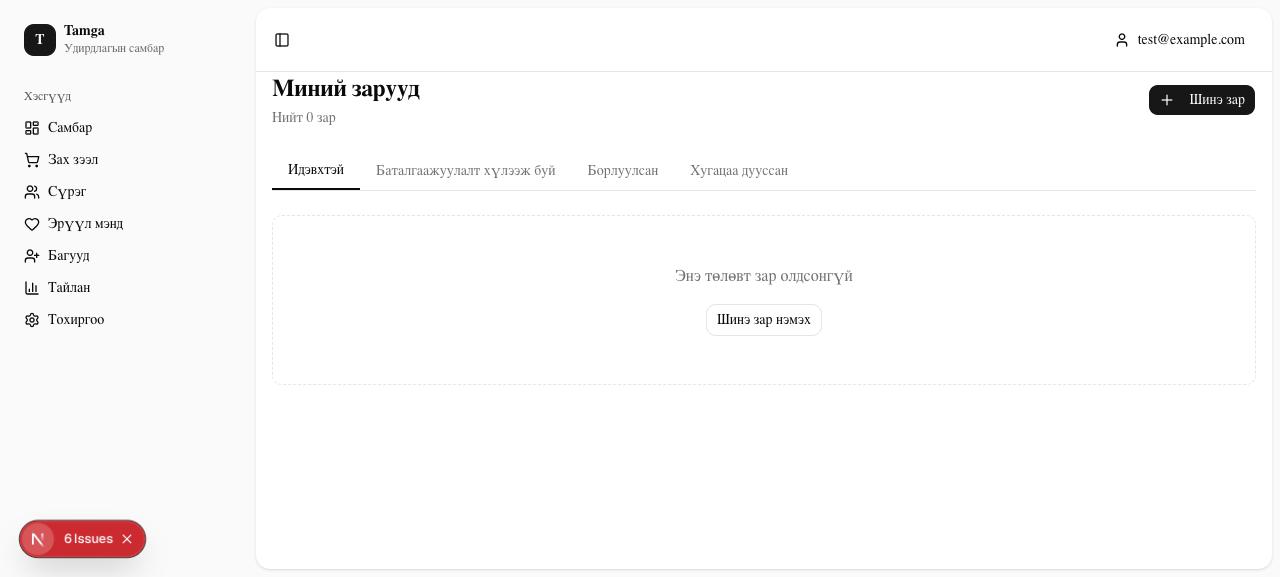 T
Tamga
Удирдлагын самбар
Хэсгүүд
Самбар
Зах зээл
Сүрэг
Эрүүл мэнд
Багууд
Тайлан
Тохиргоо
N
6 Issues
test@example.com
Миний зарууд
Нийт 0 зар
Шинэ зар
Идэвхтэй
Баталгаажуулалт хүлээж буй
Борлуулсан
Хугацаа дууссан
Энэ төлөвт зар олдсонгүй
Шинэ зар нэмэх